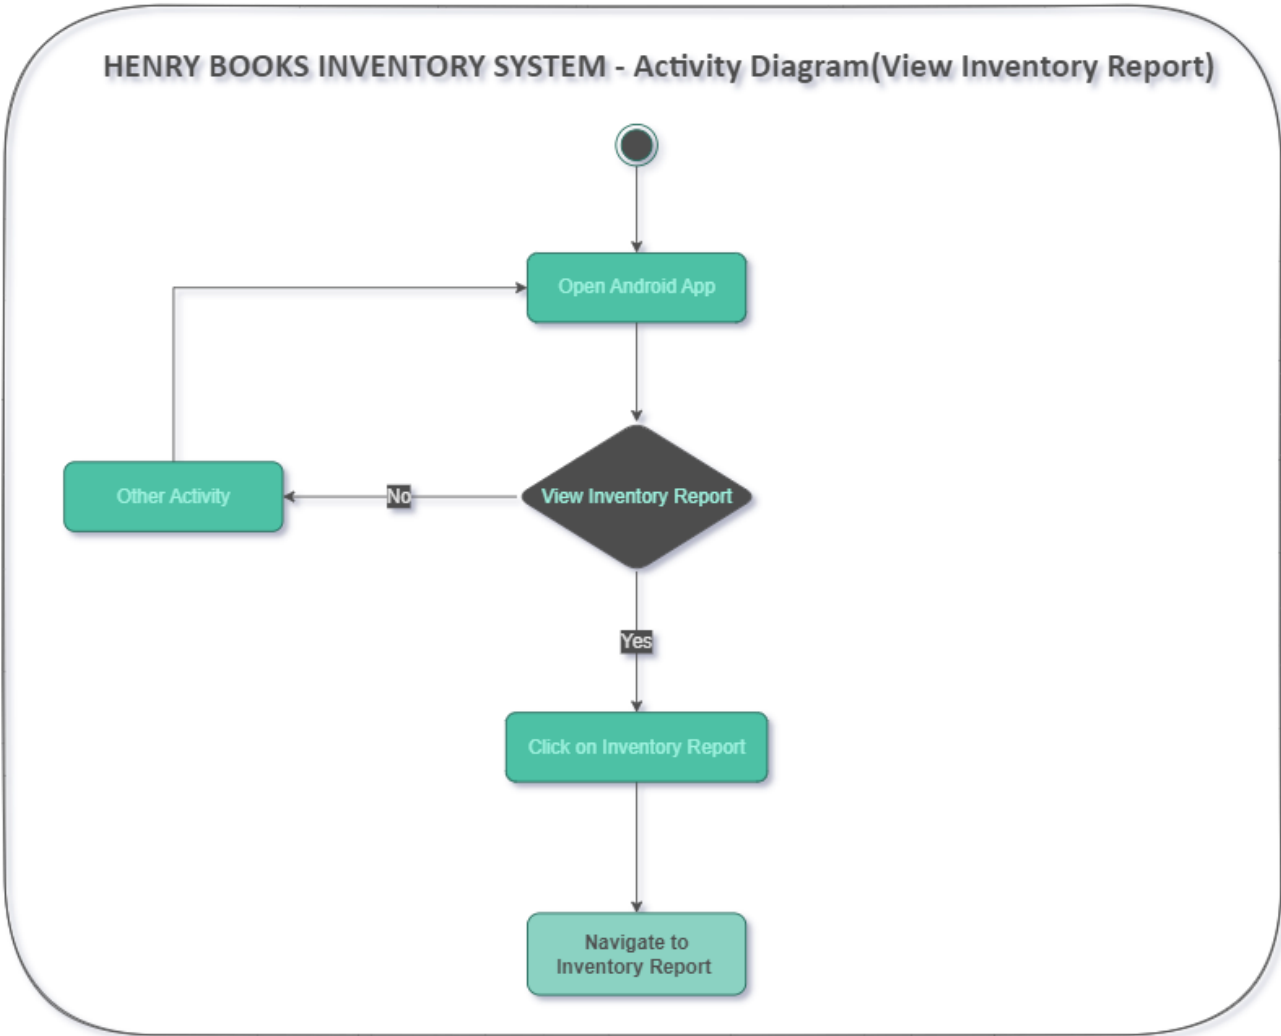 HENRY BOOKS INVENTORY SYSTEM - Activity Diagram(View Inventory Report)
Open Android App
Other Activity
No
View Inventory Report
Yes
Click on Inventory Report
Navigate to
Inventory Report